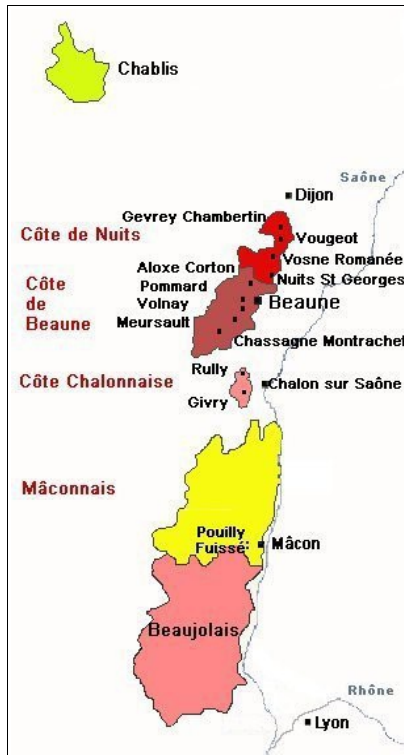 Chablis
Saône
Dijon
Gevrey Chambertin
Côte de Nuits
Vougeot
Vosne Romanée
Aloxe Corton
Nuits St Georges
Pommard
Côte
de
Beaune
Volnay
Beaune
Meursault
Chassagne Montrachet
Rully
Côte Chalonnaise
Chalon sur Saône
Givry
Mâconnais
Pouilly
Fuissé
Mâcon
Beaujolais
Rhône
Lyon